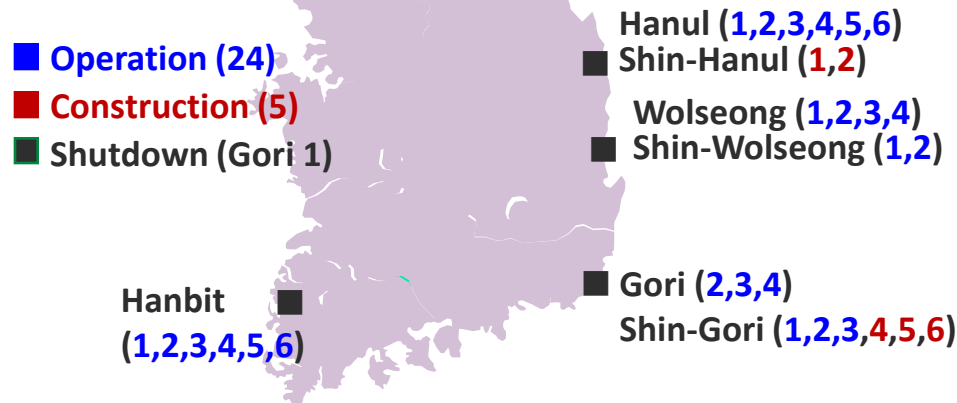 Operation (24)
Construction (5)
Shutdown (Gori 1)
Hanul (1,2,3,4,5,6)
Shin-Hanul (1,2)
Wolseong (1,2,3,4)
Shin-Wolseong (1,2)
Hanbit
(1,2,3,4,5,6)
Gori (2,3,4)
Shin-Gori (1,2,3,4,5,6)